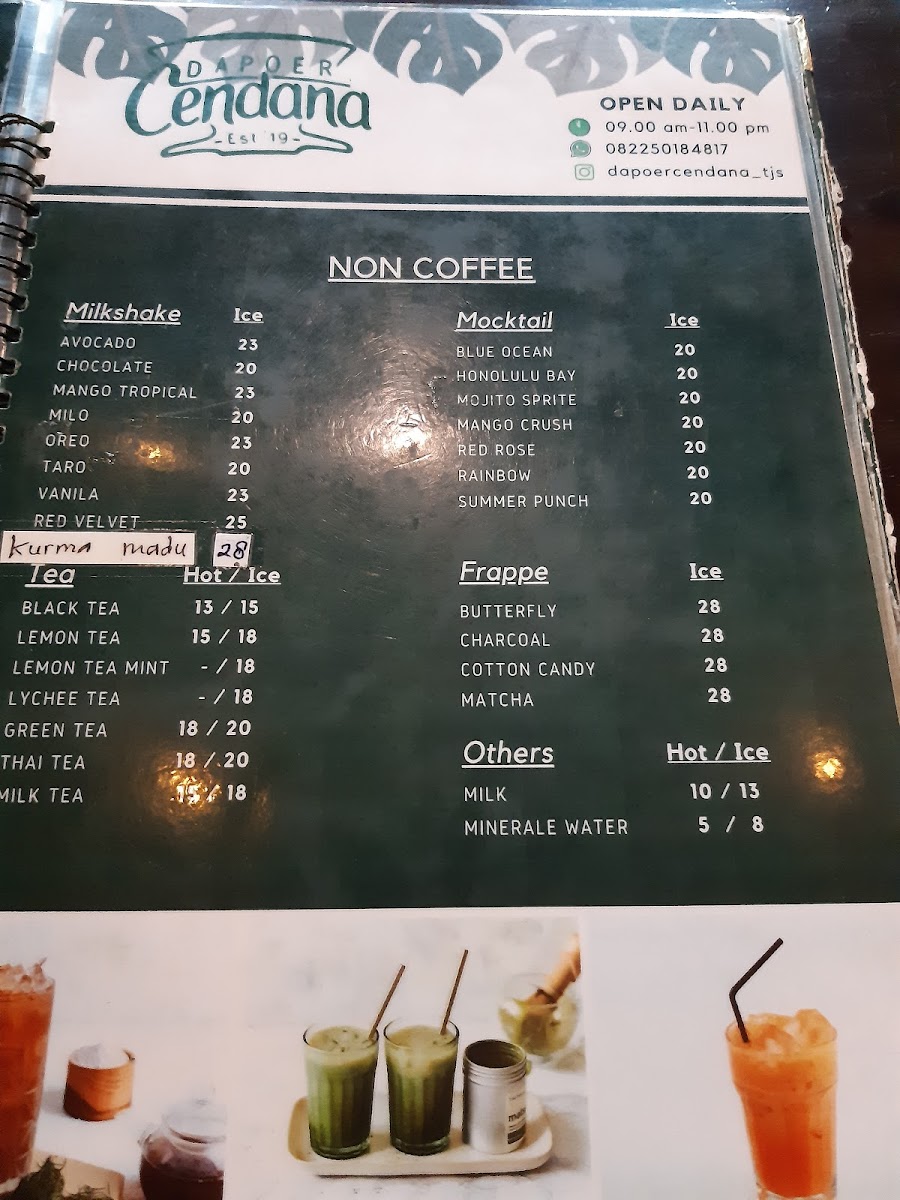 DAPOER
Cendana
- Est '19 -
OPEN DAILY
09.00 am-11.00 pm
082250184817
dapoercendana_tjs
NON COFFEE
Milkshake Ice
AVOCADO 23
CHOCOLATE 20
MANGO TROPICAL 23
MILO 20
OREO 23
TARO 20
VANILA 23
RED VELVET 25
Kurma madu 28
Tea Hot / Ice
BLACK TEA 13 / 15
LEMON TEA 15 / 18
LEMON TEA MINT - / 18
LYCHEE TEA - / 18
GREEN TEA 18 / 20
THAI TEA 18 / 20
MILK TEA 15 / 18
Mocktail Ice
BLUE OCEAN 20
HONOLULU BAY 20
MOJITO SPRITE 20
MANGO CRUSH 20
RED ROSE 20
RAINBOW 20
SUMMER PUNCH 20
Frappe Ice
BUTTERFLY 28
CHARCOAL 28
COTTON CANDY 28
MATCHA 28
Others Hot / Ice
MILK 10 / 13
MINERALE WATER 5 / 8